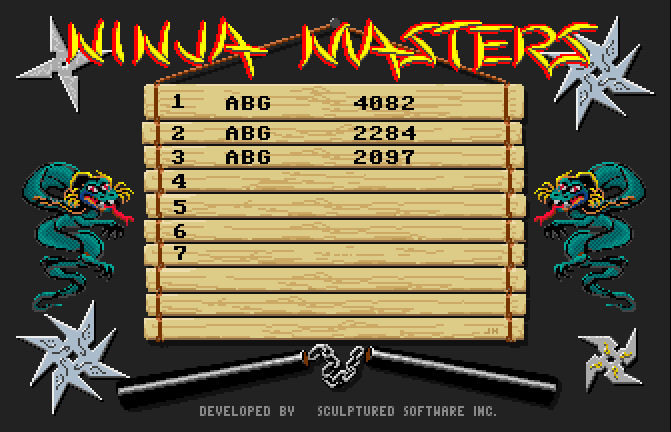 NINJA MASTERS
1 ABG 4082
2 ABG 2284
3 ABG 2097
4
5
6
7
JH
DEVELOPED BY SCULPTURED SOFTWARE INC.